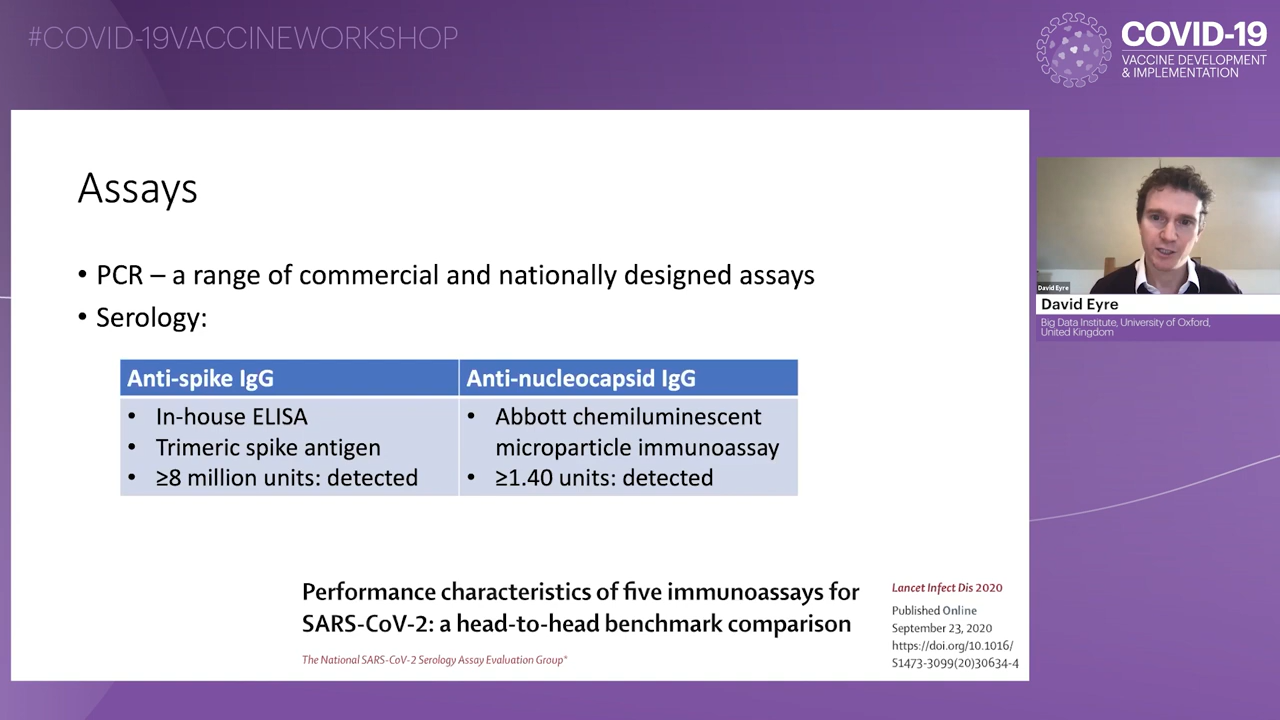 #COVID-19VACCINEWORKSHOP
COVID-19
VACCINE DEVELOPMENT
& IMPLEMENTATION
Assays
• PCR – a range of commercial and nationally designed assays
• Serology:
Anti-spike IgG
• In-house ELISA
• Trimeric spike antigen
• ≥8 million units: detected
Anti-nucleocapsid IgG
• Abbott chemiluminescent
microparticle immunoassay
• ≥1.40 units: detected
Performance characteristics of five immunoassays for
SARS-CoV-2: a head-to-head benchmark comparison
The National SARS-CoV-2 Serology Assay Evaluation Group*
Lancet Infect Dis 2020
Published Online
September 23, 2020
https://doi.org/10.1016/
S1473-3099(20)30634-4
David Eyre
David Eyre
Big Data Institute, University of Oxford,
United Kingdom